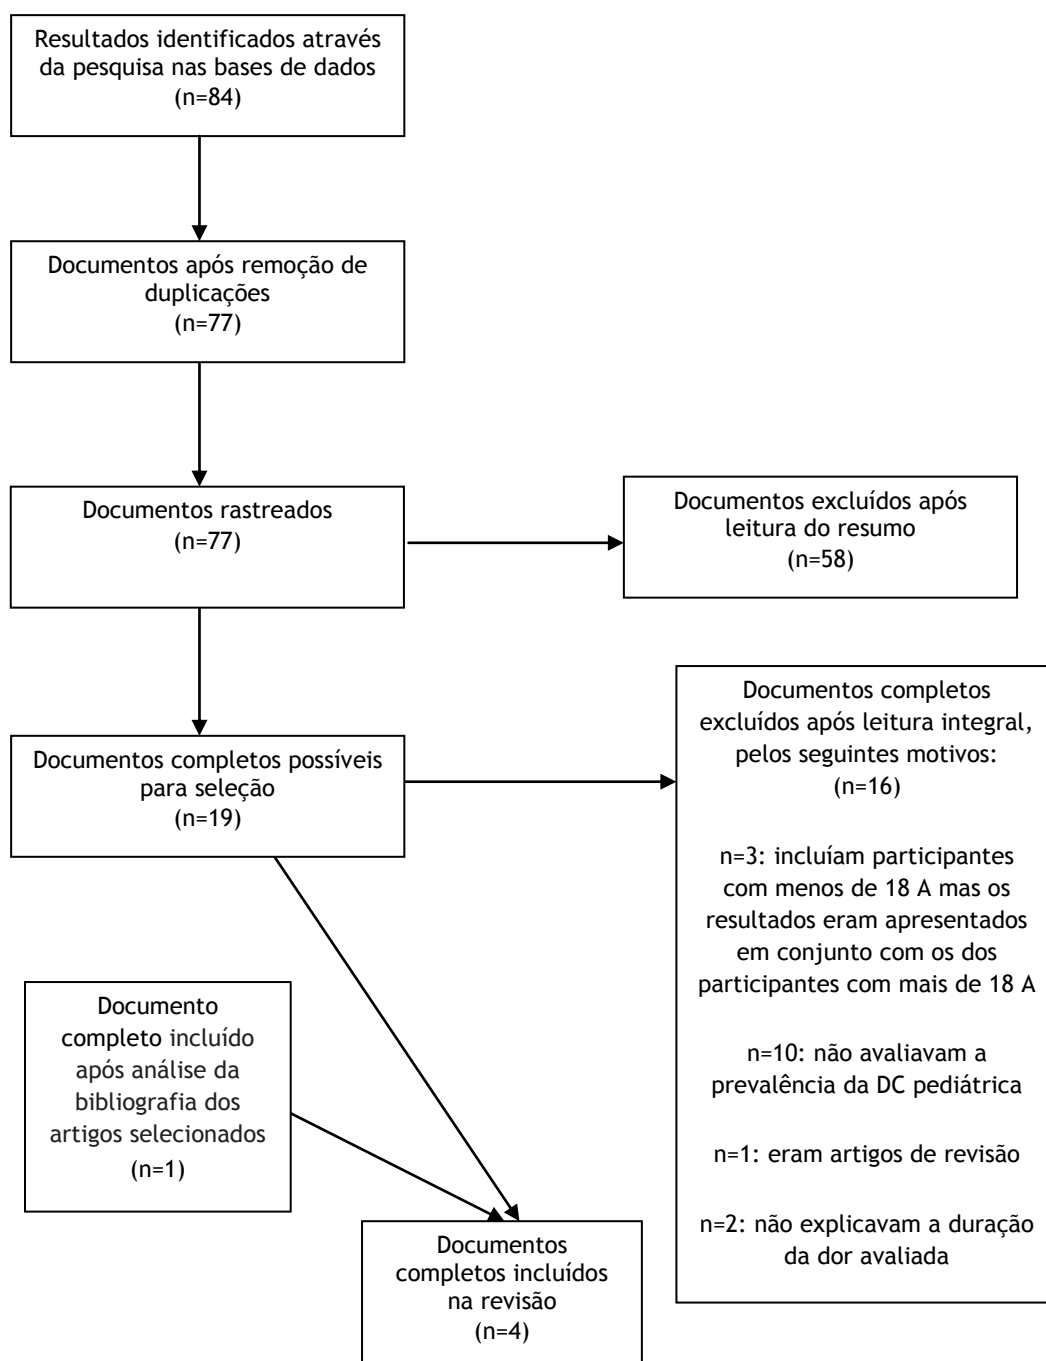 Resultados identificados através
da pesquisa nas bases de dados
(n=84)
Documentos após remoção de
duplicações
(n=77)
Documentos rastreados
(n=77)
Documentos excluídos após
leitura do resumo
(n=58)
Documentos completos possíveis
para seleção
(n=19)
Documentos completos
excluídos após leitura integral,
pelos seguintes motivos:
(n=16)
n=3: incluíam participantes
com menos de 18 A mas os
resultados eram apresentados
em conjunto com os dos
participantes com mais de 18 A
n=10: não avaliavam a
prevalência da DC pediátrica
n=1: eram artigos de revisão
n=2: não explicavam a duração
da dor avaliada
Documento
completo incluído
após análise da
bibliografia dos
artigos selecionados
(n=1)
Documentos
completos incluídos
na revisão
(n=4)